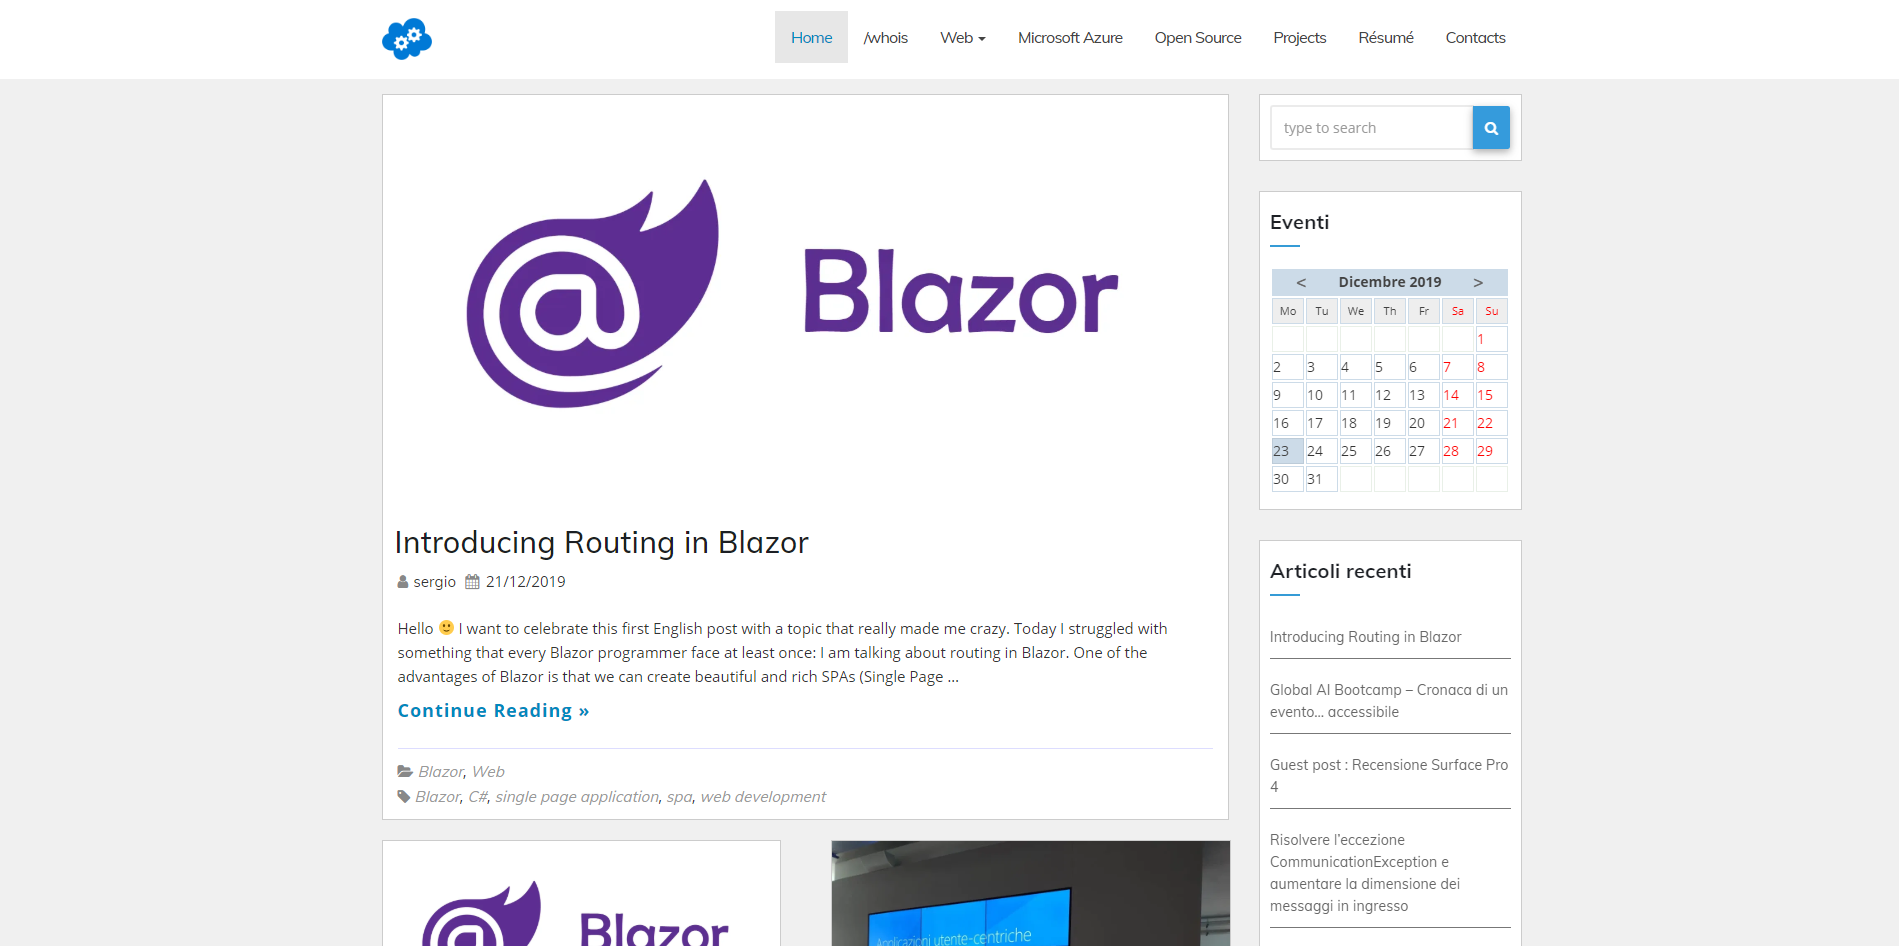 Home /whois Web Microsoft Azure Open Source Projects Résumé Contacts
Blazor
Introducing Routing in Blazor
sergio 21/12/2019
Hello 🙂 I want to celebrate this first English post with a topic that really made me crazy. Today I struggled with
something that every Blazor programmer face at least once: I am talking about routing in Blazor. One of the
advantages of Blazor is that we can create beautiful and rich SPAs (Single Page ...
Continue Reading »
Blazor, Web
Blazor, C#, single page application, spa, web development
Blazor
Applicazioni utente-centriche
type to search
Eventi
< Dicembre 2019 >
Mo Tu We Th Fr Sa Su
1
2 3 4 5 6 7 8
9 10 11 12 13 14 15
16 17 18 19 20 21 22
23 24 25 26 27 28 29
30 31
Articoli recenti
Introducing Routing in Blazor
Global AI Bootcamp – Cronaca di un
evento... accessibile
Guest post : Recensione Surface Pro
4
Risolvere l'eccezione
CommunicationException e
aumentare la dimensione dei
messaggi in ingresso